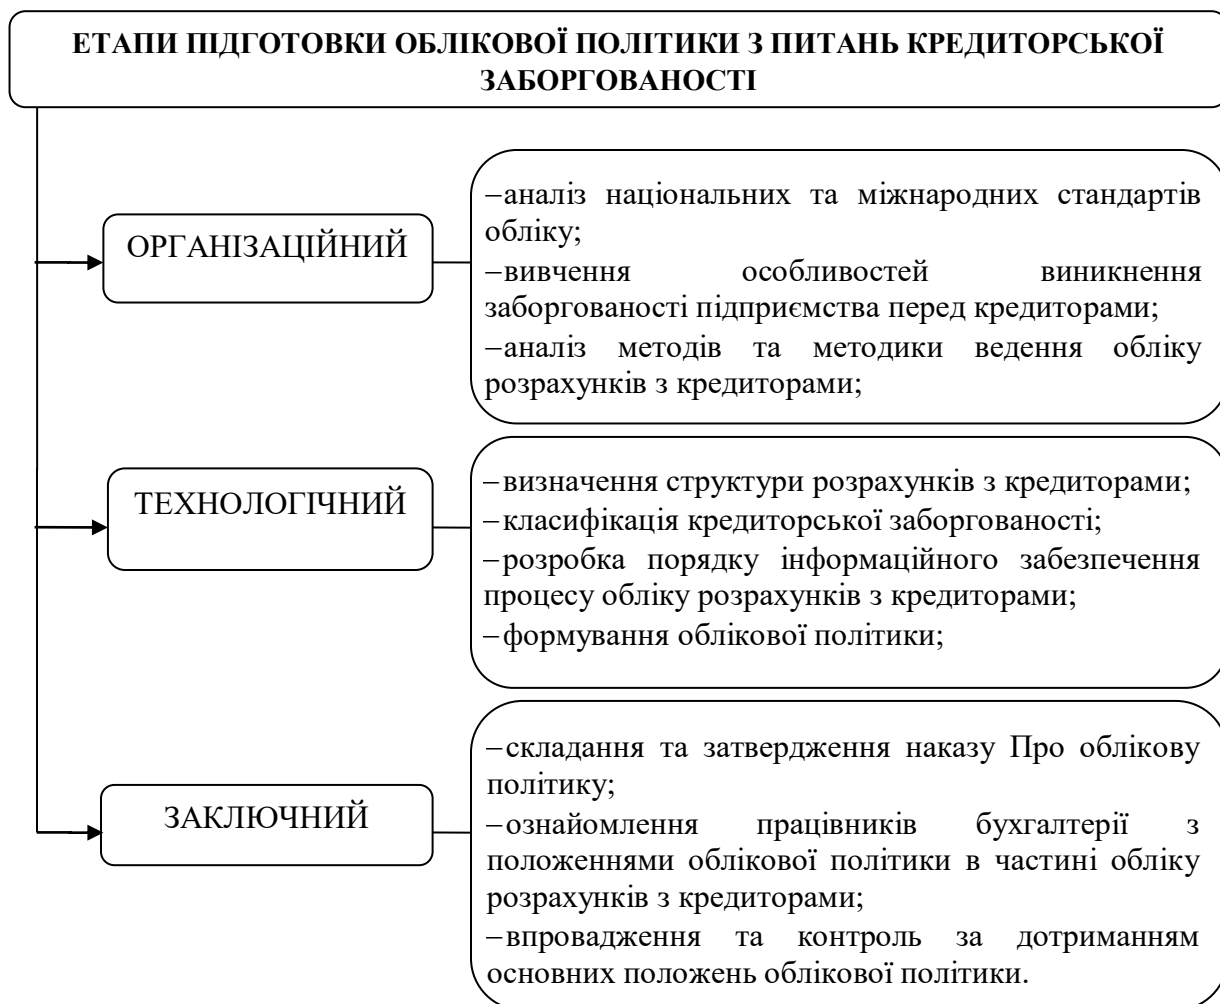 ЕТАПИ ПІДГОТОВКИ ОБЛІКОВОЇ ПОЛІТИКИ З ПИТАНЬ КРЕДИТОРСЬКОЇ
ЗАБОРГОВАНОСТІ
ОРГАНІЗАЦІЙНИЙ
–аналіз національних та міжнародних стандартів
обліку;
–вивчення особливостей виникнення
заборгованості підприємства перед кредиторами;
–аналіз методів та методики ведення обліку
розрахунків з кредиторами;
ТЕХНОЛОГІЧНИЙ
–визначення структури розрахунків з кредиторами;
–класифікація кредиторської заборгованості;
–розробка порядку інформаційного забезпечення
процесу обліку розрахунків з кредиторами;
–формування облікової політики;
ЗАКЛЮЧНИЙ
–складання та затвердження наказу Про облікову
політику;
–ознайомлення працівників бухгалтерії з
положеннями облікової політики в частині обліку
розрахунків з кредиторами;
–впровадження та контроль за дотриманням
основних положень облікової політики.